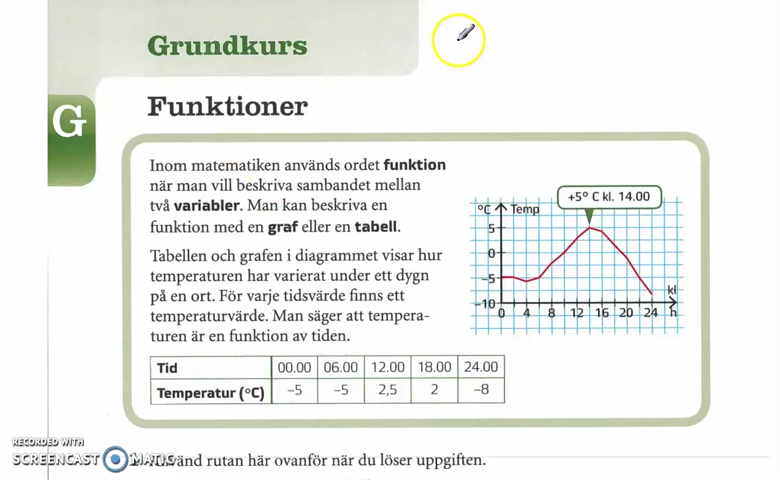 Grundkurs
G
Funktioner
Inom matematiken används ordet funktion
när man vill beskriva sambandet mellan
två variabler. Man kan beskriva en
funktion med en graf eller en tabell.
Tabellen och grafen i diagrammet visar hur
temperaturen har varierat under ett dygn
på en ort. För varje tidsvärde finns ett
temperaturvärde. Man säger att tempera-
turen är en funktion av tiden.
+5° C kl. 14.00
°C Temp
5
0
–5
–10
kl
0 4 8 12 16 20 24 h
Tid 00.00 06.00 12.00 18.00 24.00
Temperatur (°C) –5 –5 2,5 2 –8
RECORDED WITH
SCREENCAST MATIC
rutan här ovanför när du löser uppgiften.